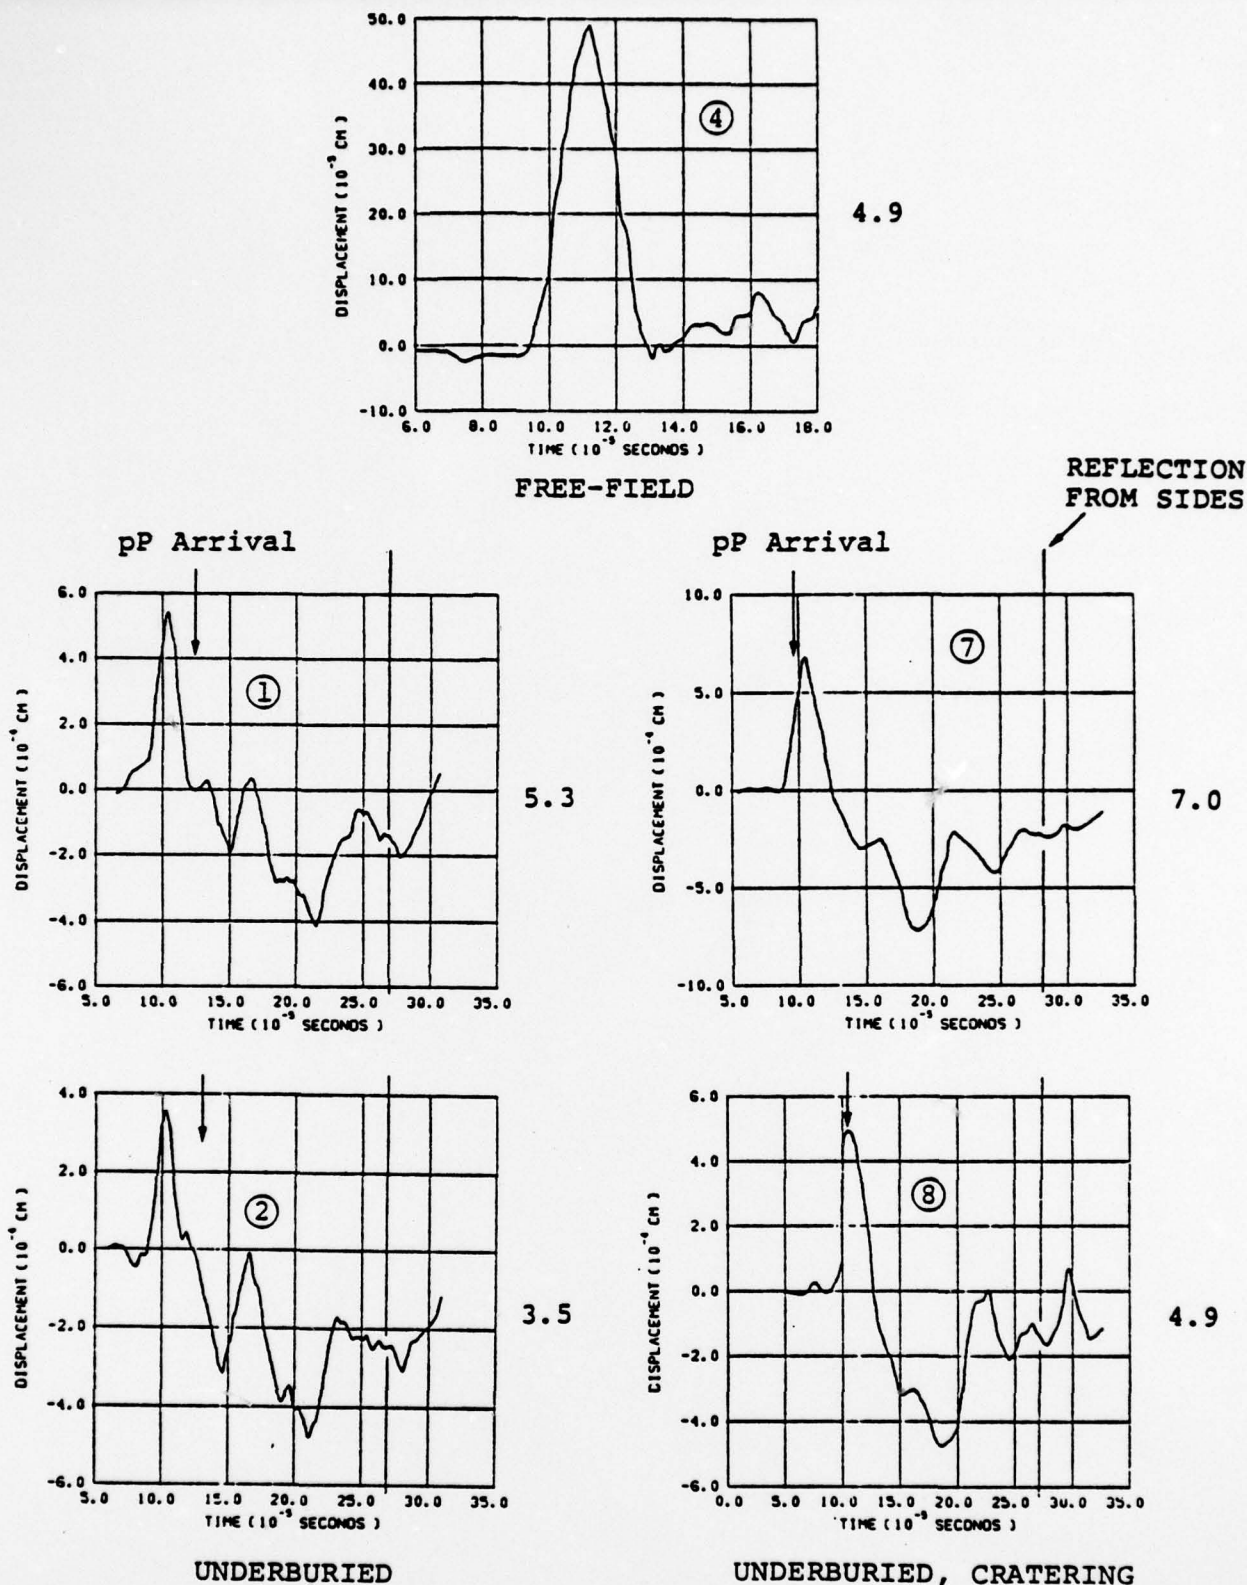 50.0
40.0
30.0
20.0
10.0
0.0
-10.0
DISPLACEMENT (10⁻⁵ CM )
④
4.9
6.0 8.0 10.0 12.0 14.0 16.0 18.0
TIME (10⁻⁵ SECONDS )
FREE-FIELD
REFLECTION
FROM SIDES
pP Arrival
6.0
4.0
2.0
0.0
-2.0
-4.0
-6.0
DISPLACEMENT (10⁻⁴ CM )
①
5.3
5.0 10.0 15.0 20.0 25.0 30.0 35.0
TIME (10⁻⁵ SECONDS )
pP Arrival
10.0
5.0
0.0
-5.0
-10.0
DISPLACEMENT (10⁻⁴ CM )
⑦
7.0
5.0 10.0 15.0 20.0 25.0 30.0 35.0
TIME (10⁻⁵ SECONDS )
4.0
2.0
0.0
-2.0
-4.0
-6.0
DISPLACEMENT (10⁻⁴ CM )
②
3.5
5.0 10.0 15.0 20.0 25.0 30.0 35.0
TIME (10⁻⁵ SECONDS )
UNDERBURIED
6.0
4.0
2.0
0.0
-2.0
-4.0
-6.0
DISPLACEMENT (10⁻⁴ CM )
⑧
4.9
0.0 5.0 10.0 15.0 20.0 25.0 30.0 35.0
TIME (10⁻⁵ SECONDS )
UNDERBURIED, CRATERING